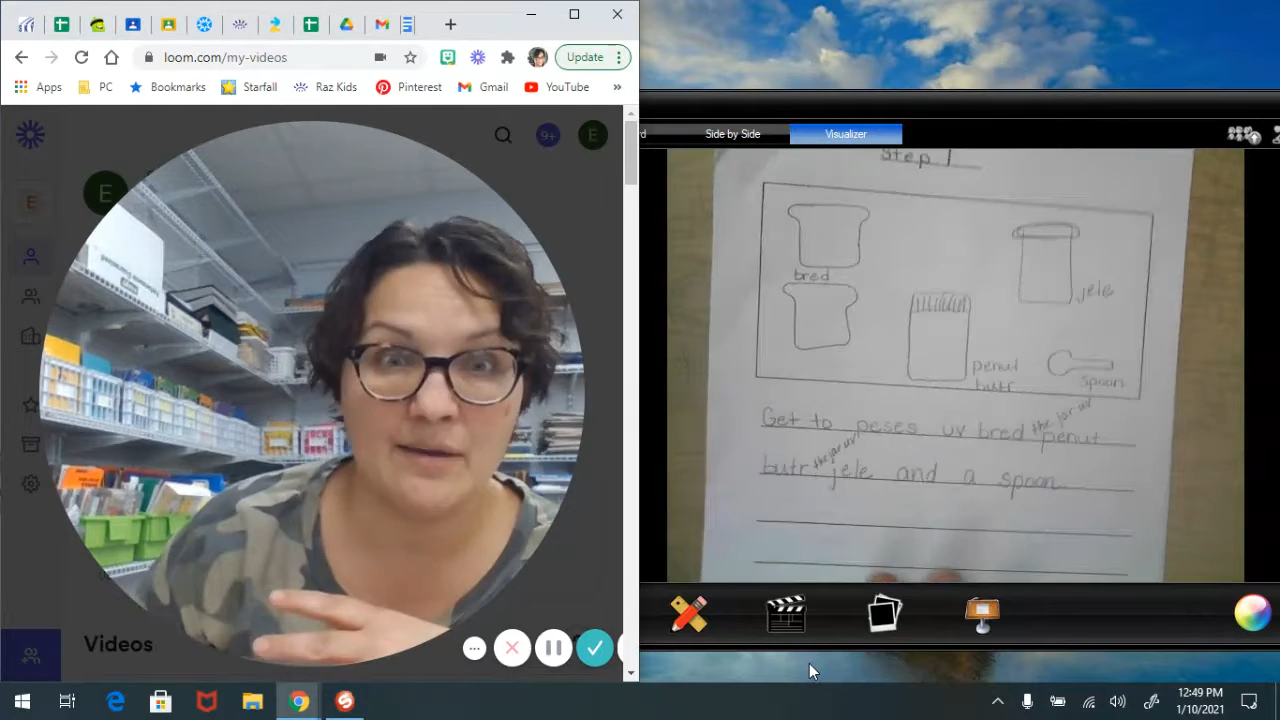 loom.com/my-videos
Update
Apps
PC
Bookmarks
Starfall
Raz Kids
Pinterest
Gmail
YouTube
»
9+
E
E
E
Videos
d
Side by Side
Visualizer
Step 1
bred
jele
penut
butr
spoon
the jar uv
Get to peses uv bred penut
the jar uv
butr jele and a spoon
12:49 PM
1/10/2021